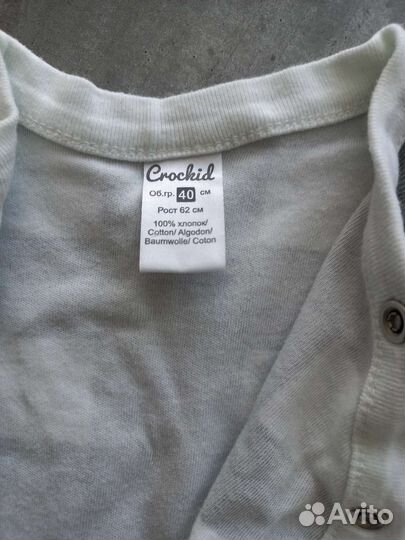 Crockid
Об.гр. 40 см
Рост 62 см
100% хлопок/
Cotton/ Algodon/
Baumwolle/ Coton
Avito